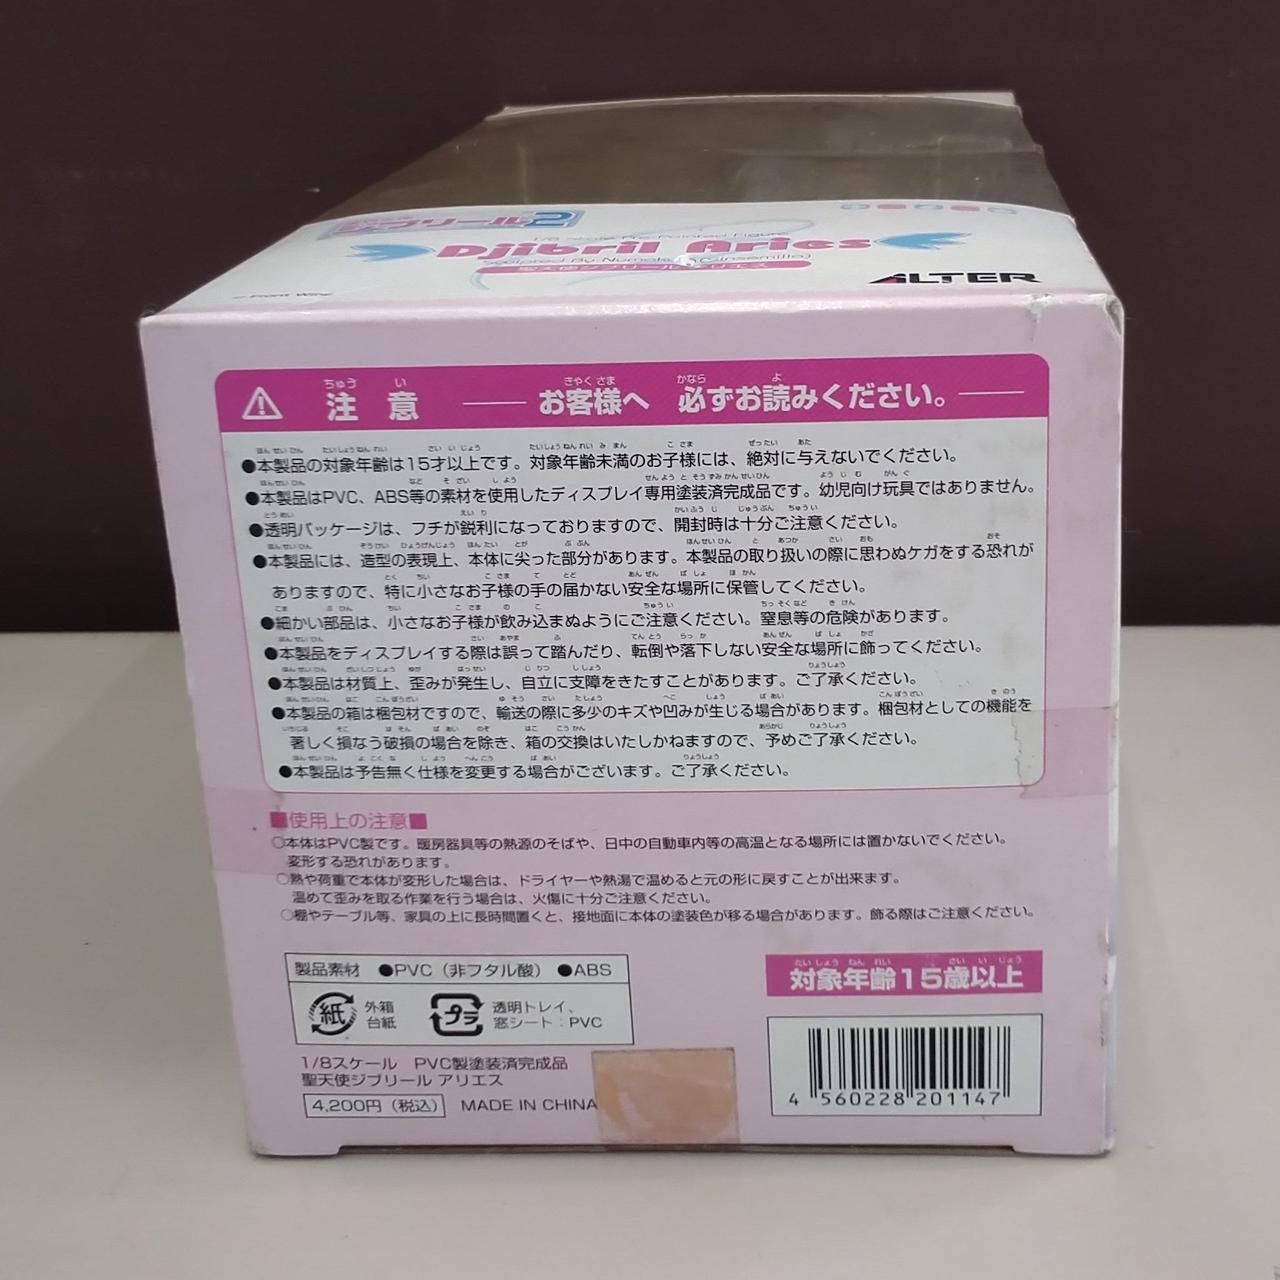 ジブリール2
1/8 Scale Pre-Painted Figure
Djibril Aries
Sculpted By Numakura(Insemilla)
聖天使ジブリール アリエス
ALTER
© Front Wing
注意 お客様へ 必ずお読みください。
●本製品の対象年齢は15才以上です。対象年齢未満のお子様には、絶対に与えないでください。
●本製品はPVC、ABS等の素材を使用したディスプレイ専用塗装済完成品です。幼児向け玩具ではありません。
●透明パッケージは、フチが鋭利になっておりますので、開封時は十分ご注意ください。
●本製品には、造型の表現上、本体に尖った部分があります。本製品の取り扱いの際に思わぬケガをする恐れが
ありますので、特に小さなお子様の手の届かない安全な場所に保管してください。
●細かい部品は、小さなお子様が飲み込まぬようにご注意ください。窒息等の危険があります。
●本製品をディスプレイする際は誤って踏んだり、転倒や落下しない安全な場所に飾ってください。
●本製品は材質上、歪みが発生し、自立に支障をきたすことがあります。ご了承ください。
●本製品の箱は梱包材ですので、輸送の際に多少のキズや凹みが生じる場合があります。梱包材としての機能を
著しく損なう破損の場合を除き、箱の交換はいたしかねますので、予めご了承ください。
●本製品は予告無く仕様を変更する場合がございます。ご了承ください。
■使用上の注意■
○本体はPVC製です。暖房器具等の熱源のそばや、日中の自動車内等の高温となる場所には置かないでください。
変形する恐れがあります。
○熱や荷重で本体が変形した場合は、ドライヤーや熱湯で温めると元の形に戻すことが出来ます。
温めて歪みを取る作業を行う場合は、火傷に十分ご注意ください。
○棚やテーブル等、家具の上に長時間置くと、接地面に本体の塗装色が移る場合があります。飾る際はご注意ください。
製品素材 ●PVC（非フタル酸） ●ABS
紙 外箱
台紙
プラ 透明トレイ、
窓シート：PVC
対象年齢15歳以上
1/8スケール PVC製塗装済完成品
聖天使ジブリール アリエス
4,200円（税込） MADE IN CHINA
4 560228 201147